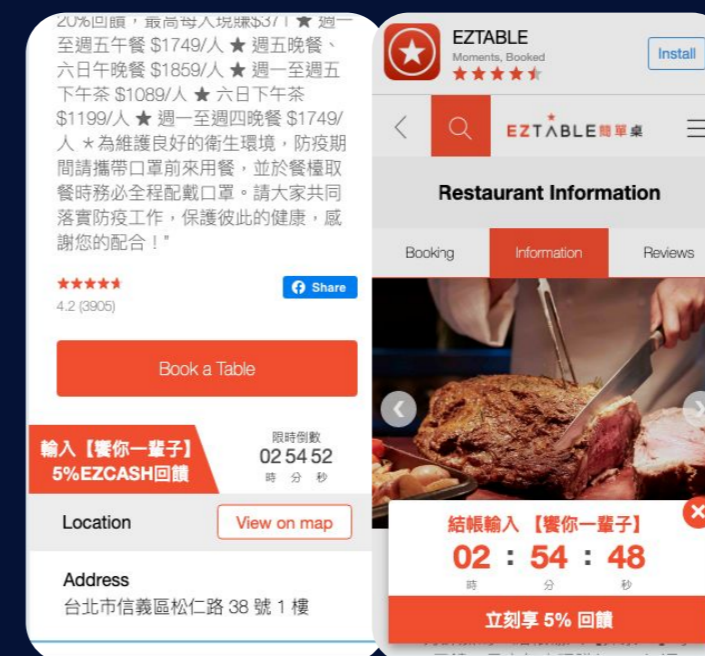 20%回饋，最高每人現賺$371 ★ 週一
至週五午餐 $1749/人 ★ 週五晚餐、
六日午晚餐 $1859/人 ★ 週一至週五
下午茶 $1089/人 ★ 六日下午茶
$1199/人 ★ 週一至週四晚餐 $1749/
人 ＊為維護良好的衛生環境，防疫期
間請攜帶口罩前來用餐，並於餐檯取
餐時務必全程配戴口罩。請大家共同
落實防疫工作，保護彼此的健康，感
謝您的配合！"
4.2 (3905)
Share
Book a Table
輸入【饗你一輩子】
5%EZCASH回饋
限時倒數
02 54 52
時 分 秒
Location
View on map
Address
台北市信義區松仁路 38 號 1 樓
EZTABLE
Moments, Booked
Install
EZTABLE簡單桌
Restaurant Information
Booking Information Reviews
結帳輸入 【饗你一輩子】
02 : 54 : 48
時 分 秒
立刻享 5% 回饋